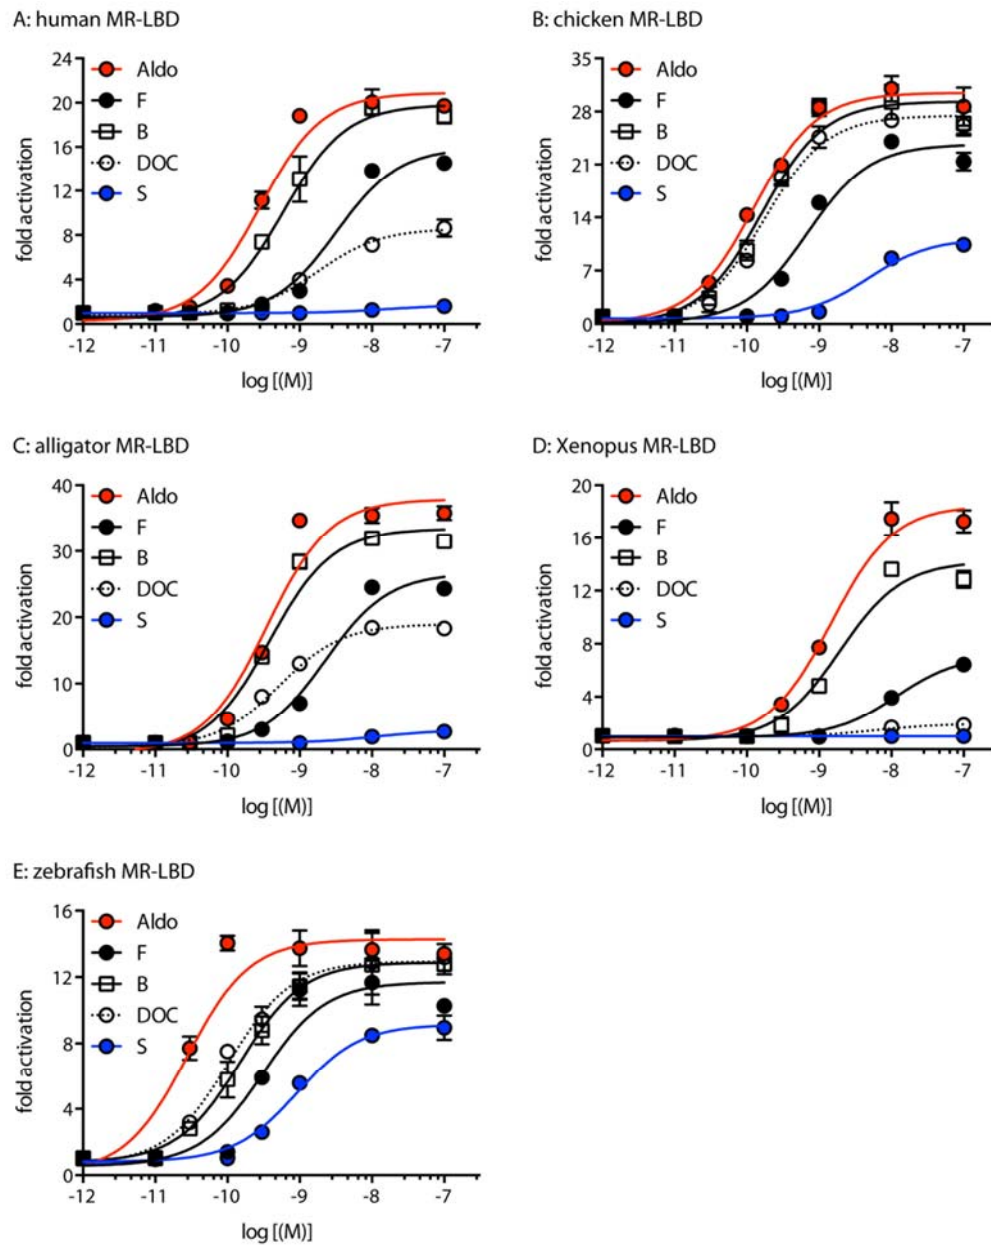 A: human MR-LBD
24
20
16
12
8
4
0
fold activation
Aldo
F
B
DOC
S
-12 -11 -10 -9 -8 -7
log [(M)]
B: chicken MR-LBD
35
28
21
14
7
0
fold activation
Aldo
F
B
DOC
S
-12 -11 -10 -9 -8 -7
log [(M)]
C: alligator MR-LBD
40
30
20
10
0
fold activation
Aldo
F
B
DOC
S
-12 -11 -10 -9 -8 -7
log [(M)]
D: Xenopus MR-LBD
20
16
12
8
4
0
fold activation
Aldo
F
B
DOC
S
-12 -11 -10 -9 -8 -7
log [(M)]
E: zebrafish MR-LBD
16
12
8
4
0
fold activation
Aldo
F
B
DOC
S
-12 -11 -10 -9 -8 -7
log [(M)]